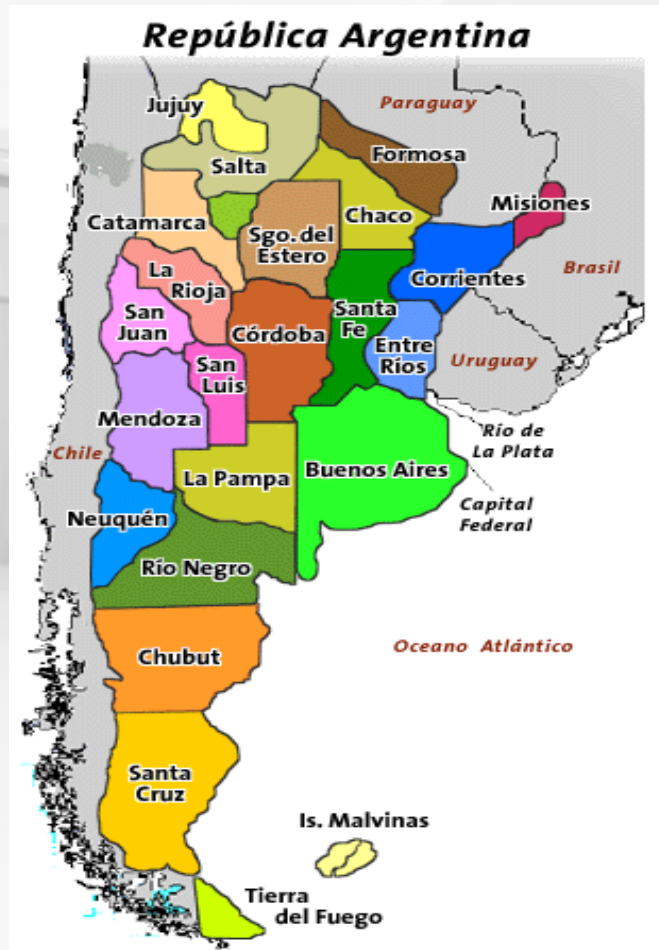 República Argentina
Jujuy
Paraguay
Salta
Formosa
Catamarca
Sgo. del
Estero
Chaco
Misiones
La
Rioja
Corrientes
Brasil
San
Juan
Córdoba
Santa
Fe
San
Luis
Entre
Ríos
Uruguay
Mendoza
Chile
La Pampa
Buenos Aires
Río de
La Plata
Capital
Federal
Neuquén
Río Negro
Chubut
Oceano Atlántico
Santa
Cruz
Is. Malvinas
Tierra
del Fuego